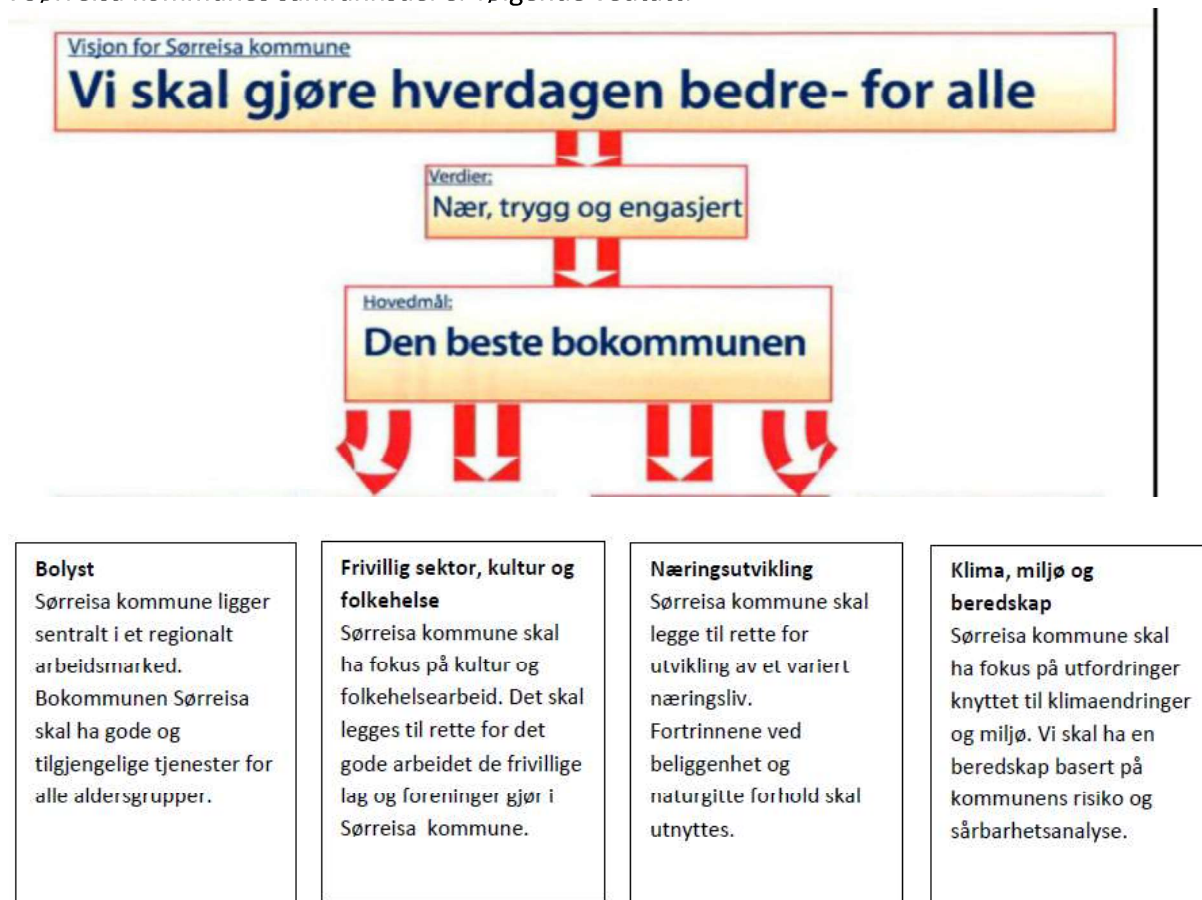 Visjon for Sørreisa kommune
Vi skal gjøre hverdagen bedre- for alle
Verdier:
Nær, trygg og engasjert
Hovedmål:
Den beste bokommunen
Bolyst
Sørreisa kommune ligger
sentralt i et regionalt
arbeidsmarked.
Bokommunen Sørreisa
skal ha gode og
tilgjengelige tjenester for
alle aldersgrupper.
Frivillig sektor, kultur og
folkehelse
Sørreisa kommune skal
ha fokus på kultur og
folkehelsearbeid. Det skal
legges til rette for det
gode arbeidet de frivillige
lag og foreninger gjør i
Sørreisa kommune.
Næringsutvikling
Sørreisa kommune skal
legge til rette for
utvikling av et variert
næringsliv.
Fortrinnene ved
beliggenhet og
naturgitte forhold skal
utnyttes.
Klima, miljø og
beredskap
Sørreisa kommune skal
ha fokus på utfordringer
knyttet til klimaendringer
og miljø. Vi skal ha en
beredskap basert på
kommunens risiko og
sårbarhetsanalyse.